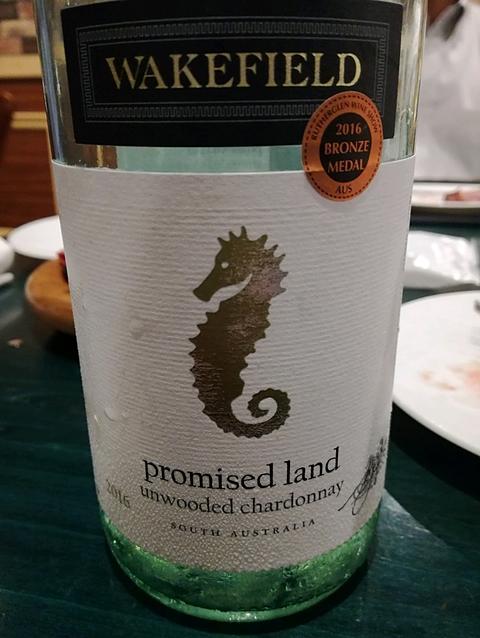 WAKEFIELD
RUTHERGLEN WINE SHOW
2016
BRONZE
MEDAL
AUS
promised land
2016
unwooded chardonnay
SOUTH AUSTRALIA